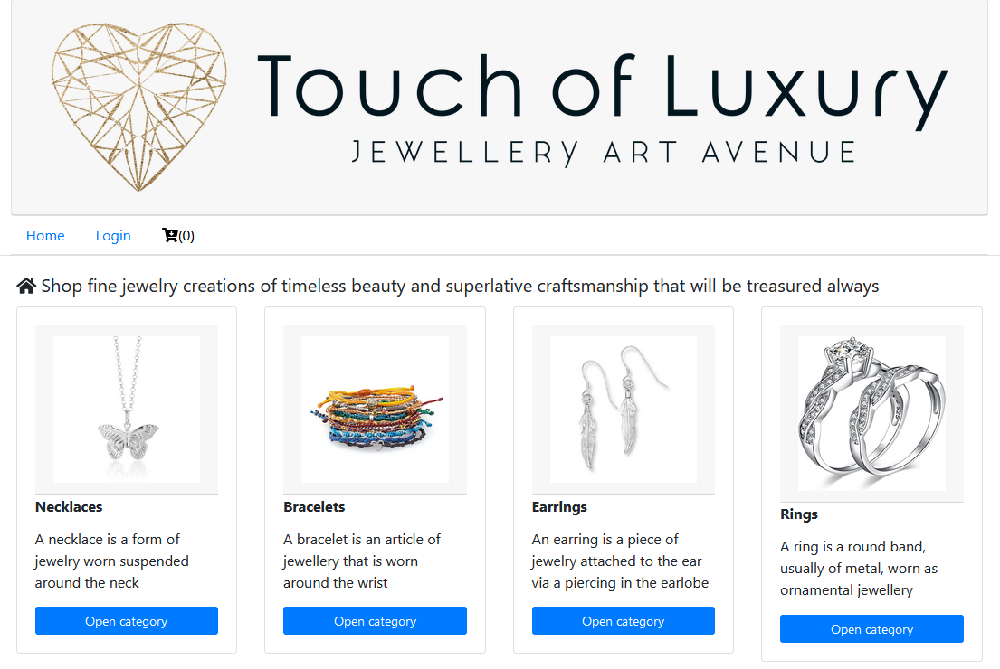 Touch of Luxury
JEWELLERY ART AVENUE
Home Login (0)
Shop fine jewelry creations of timeless beauty and superlative craftsmanship that will be treasured always
Necklaces
A necklace is a form of
jewelry worn suspended
around the neck
Open category
Bracelets
A bracelet is an article of
jewellery that is worn
around the wrist
Open category
Earrings
An earring is a piece of
jewelry attached to the ear
via a piercing in the earlobe
Open category
Rings
A ring is a round band,
usually of metal, worn as
ornamental jewellery
Open category